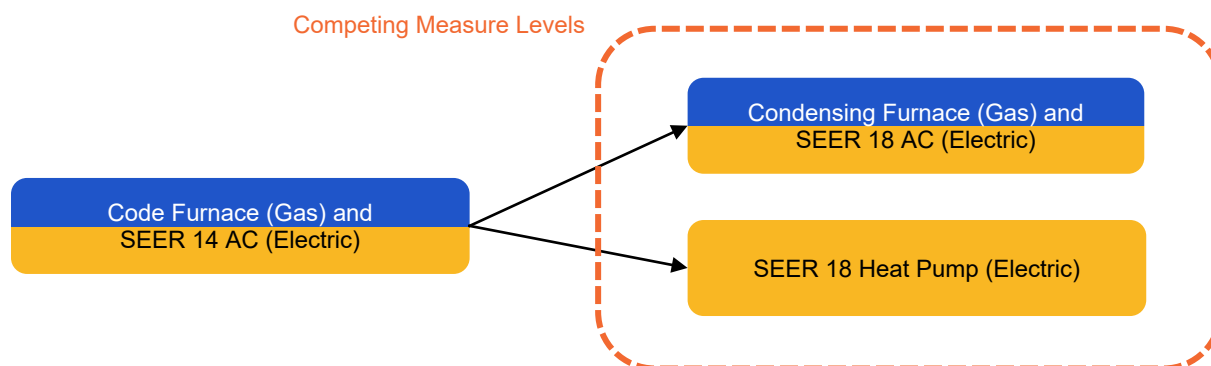 Competing Measure Levels
Condensing Furnace (Gas) and
SEER 18 AC (Electric)
Code Furnace (Gas) and
SEER 14 AC (Electric)
SEER 18 Heat Pump (Electric)